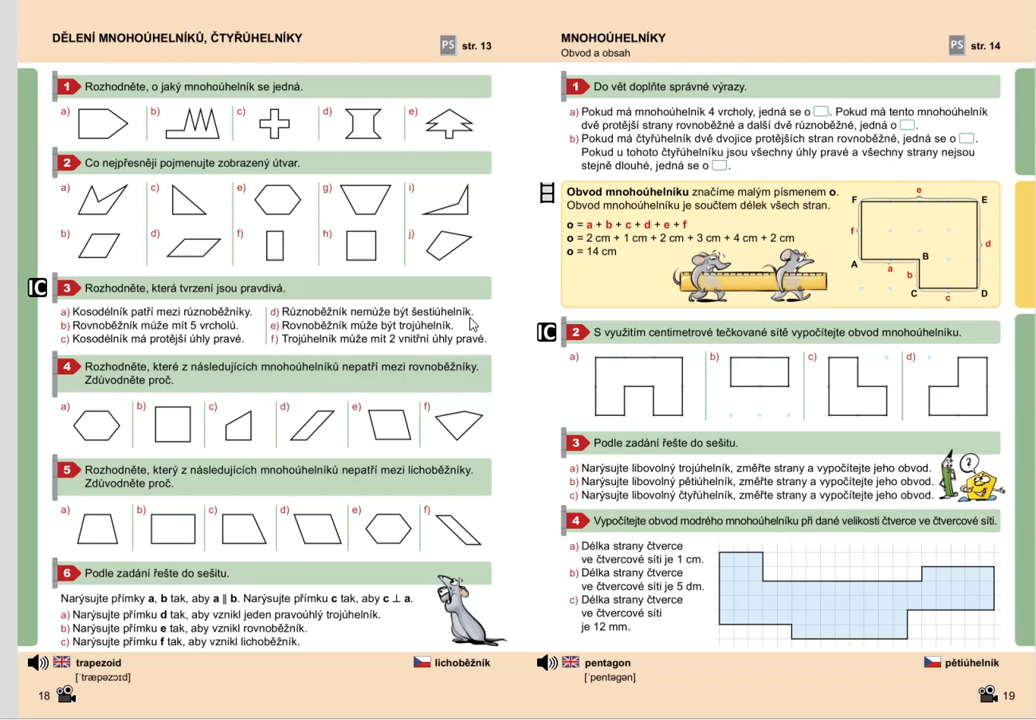 DĚLENÍ MNOHOÚHELNÍKŮ, ČTYŘÚHELNÍKY
PS str. 13
1 Rozhodněte, o jaký mnohoúhelník se jedná.
a) b) c) d) e)
2 Co nejpřesněji pojmenujte zobrazený útvar.
a) c) e) g) i)
b) d) f) h) j)
IC 3 Rozhodněte, která tvrzení jsou pravdivá.
a) Kosodélník patří mezi různoběžníky.
b) Rovnoběžník může mít 5 vrcholů.
c) Kosodélník má protější úhly pravé.
d) Různoběžník nemůže být šestiúhelník.
e) Rovnoběžník může být trojúhelník.
f) Trojúhelník může mít 2 vnitřní úhly pravé.
4 Rozhodněte, které z následujících mnohoúhelníků nepatří mezi rovnoběžníky.
Zdůvodněte proč.
a) b) c) d) e) f)
5 Rozhodněte, který z následujících mnohoúhelníků nepatří mezi lichoběžníky.
Zdůvodněte proč.
a) b) c) d) e) f)
6 Podle zadání řešte do sešitu.
Narýsujte přímky a, b tak, aby a ∥ b. Narýsujte přímku c tak, aby c ⊥ a.
a) Narýsujte přímku d tak, aby vznikl jeden pravoúhlý trojúhelník.
b) Narýsujte přímku e tak, aby vznikl rovnoběžník.
c) Narýsujte přímku f tak, aby vznikl lichoběžník.
trapezoid
[ˈtræpəzɔɪd]
lichoběžník
18
MNOHOÚHELNÍKY
Obvod a obsah
PS str. 14
1 Do vět doplňte správné výrazy.
a) Pokud má mnohoúhelník 4 vrcholy, jedná se o . Pokud má tento mnohoúhelník
dvě protější strany rovnoběžné a další dvě různoběžné, jedná o .
b) Pokud má čtyřúhelník dvě dvojice protějších stran rovnoběžné, jedná se o .
Pokud u tohoto čtyřúhelníku jsou všechny úhly pravé a všechny strany nejsou
stejně dlouhé, jedná se o .
Obvod mnohoúhelníku značíme malým písmenem o.
Obvod mnohoúhelníku je součtem délek všech stran.
o = a + b + c + d + e + f
o = 2 cm + 1 cm + 2 cm + 3 cm + 4 cm + 2 cm
o = 14 cm
e
F E
f d
A B
a b
C c D
IC 2 S využitím centimetrové tečkované sítě vypočítejte obvod mnohoúhelníku.
a) b) c) d)
3 Podle zadání řešte do sešitu.
a) Narýsujte libovolný trojúhelník, změřte strany a vypočítejte jeho obvod.
b) Narýsujte libovolný pětiúhelník, změřte strany a vypočítejte jeho obvod.
c) Narýsujte libovolný čtyřúhelník, změřte strany a vypočítejte jeho obvod.
?
4 Vypočítejte obvod modrého mnohoúhelníku při dané velikosti čtverce ve čtvercové síti.
a) Délka strany čtverce
ve čtvercové síti je 1 cm.
b) Délka strany čtverce
ve čtvercové síti je 5 dm.
c) Délka strany čtverce
ve čtvercové síti
je 12 mm.
pentagon
[ˈpentəgən]
pětiúhelník
19